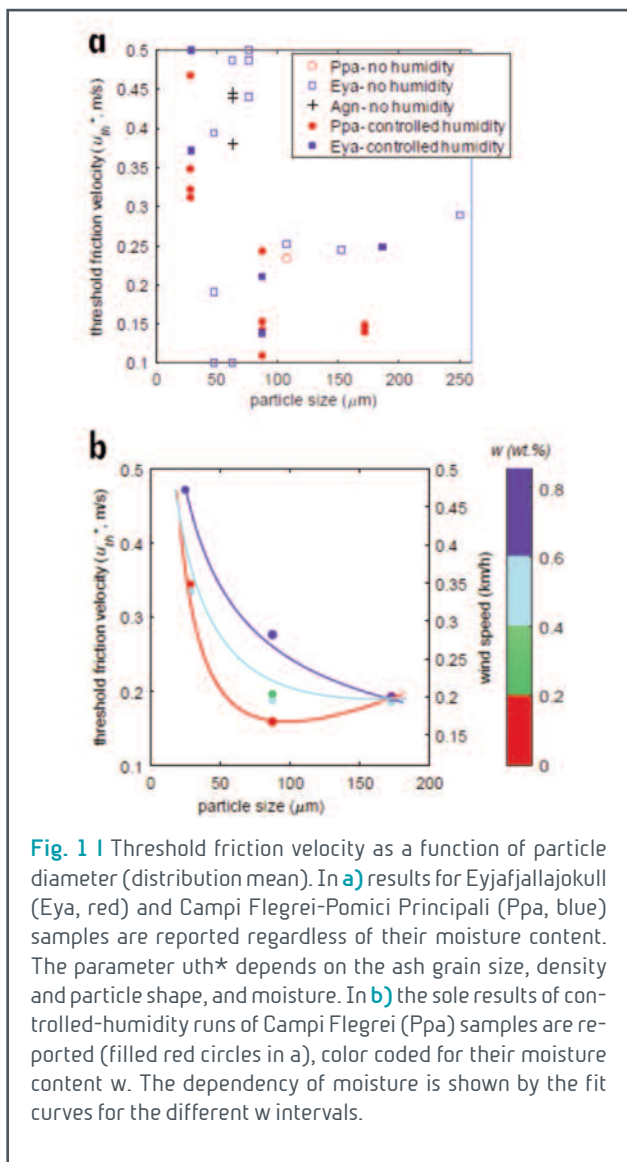 a
threshold friction velocity (u_th*, m/s)
0.5
0.45
0.4
0.35
0.3
0.25
0.2
0.15
0.1
Ppa- no humidity
Eya- no humidity
Agn- no humidity
Ppa- controlled humidity
Eya- controlled humidity
0 50 100 150 200 250
particle size (μm)
b
threshold friction velocity (u_th*, m/s)
0.5
0.4
0.3
0.2
0.1
0 50 100 150 200
particle size (μm)
0.5
0.45
0.4
0.35
0.3
0.25
0.2
0.15
wind speed (km/h)
w (wt.%)
0.8
0.6
0.4
0.2
0
Fig. 1 | Threshold friction velocity as a function of particle
diameter (distribution mean). In a) results for Eyjafjallajokull
(Eya, red) and Campi Flegrei-Pomici Principali (Ppa, blue)
samples are reported regardless of their moisture content.
The parameter uth* depends on the ash grain size, density
and particle shape, and moisture. In b) the sole results of con-
trolled-humidity runs of Campi Flegrei (Ppa) samples are re-
ported (filled red circles in a), color coded for their moisture
content w. The dependency of moisture is shown by the fit
curves for the different w intervals.